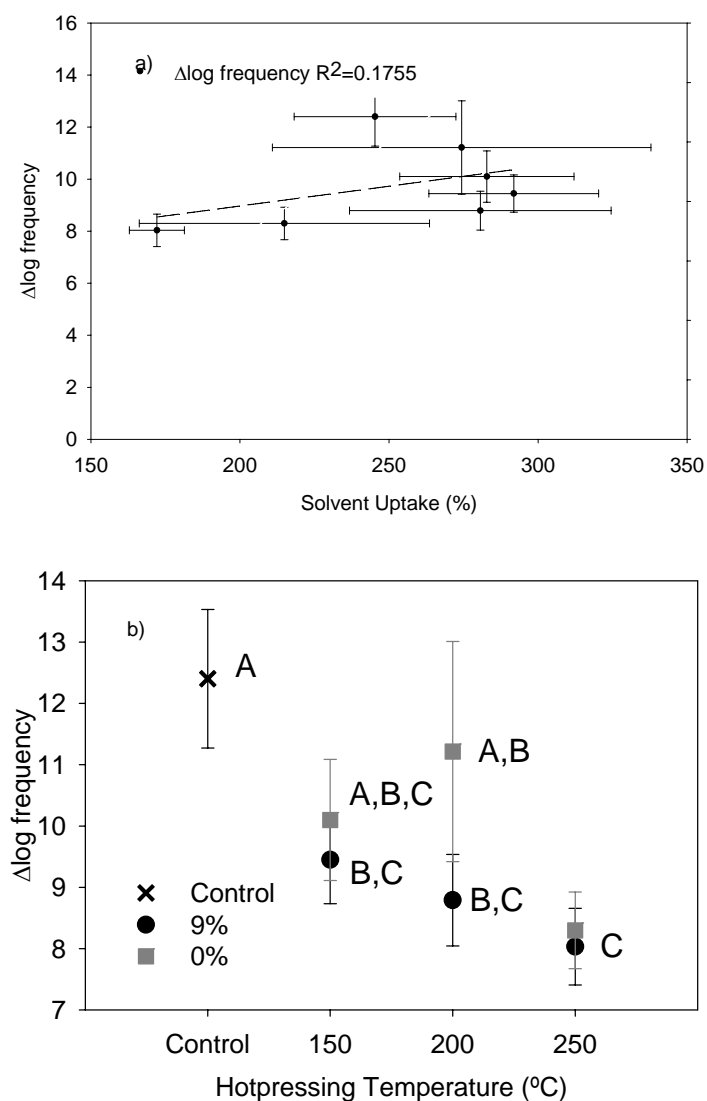 16
a)
Δlog frequency R2=0.1755
14
12
10
8
6
4
2
0
Δlog frequency
150 200 250 300 350
Solvent Uptake (%)
14
b)
13
A
12
A,B
11
A,B,C
10
B,C
9
B,C
8
C
7
Control
9%
0%
Δlog frequency
Control 150 200 250
Hotpressing Temperature (ºC)